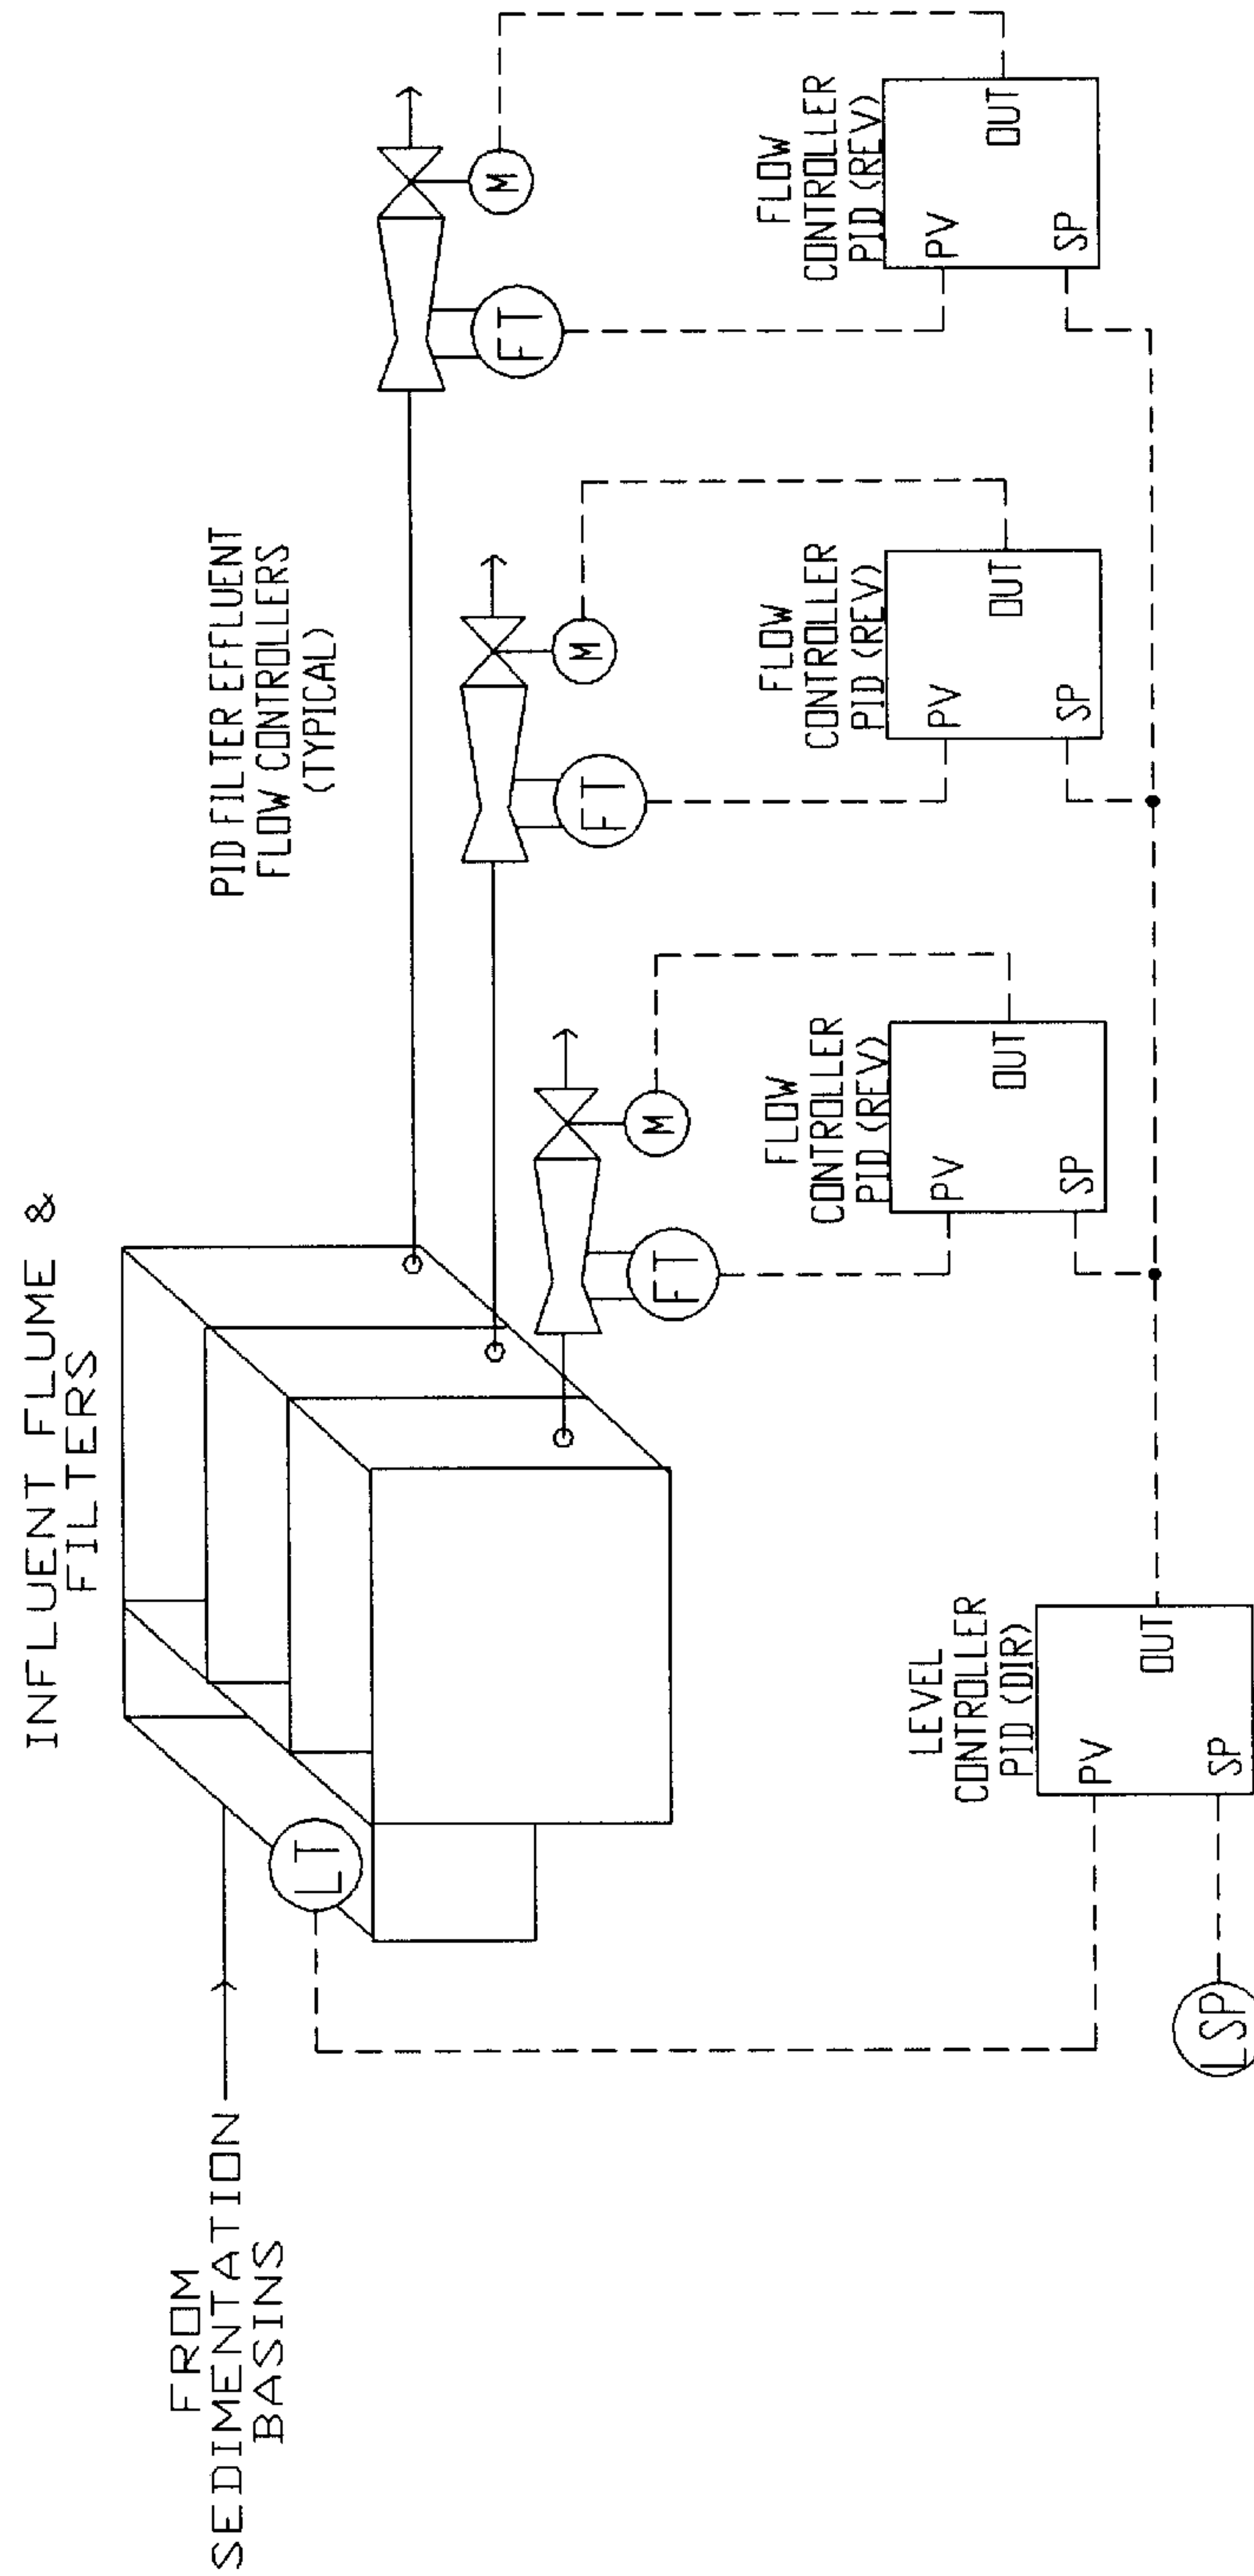 INFLUENT FLUME &
FILTERS
FROM
SEDIMENTATION
BASINS
LT
PID FILTER EFFLUENT
FLOW CONTROLLERS
(TYPICAL)
FT
M
FT
M
FT
M
LEVEL
CONTROLLER
PID (DIR)
PV
SP
OUT
LSP
FLOW
CONTROLLER
PID (REV)
PV
SP
OUT
FLOW
CONTROLLER
PID (REV)
PV
SP
OUT
FLOW
CONTROLLER
PID (REV)
PV
SP
OUT